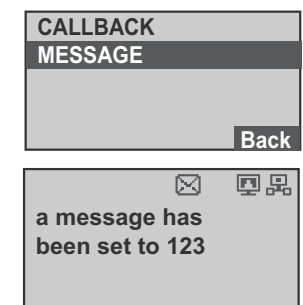 CALLBACK
MESSAGE
Back
a message has
been set to 123